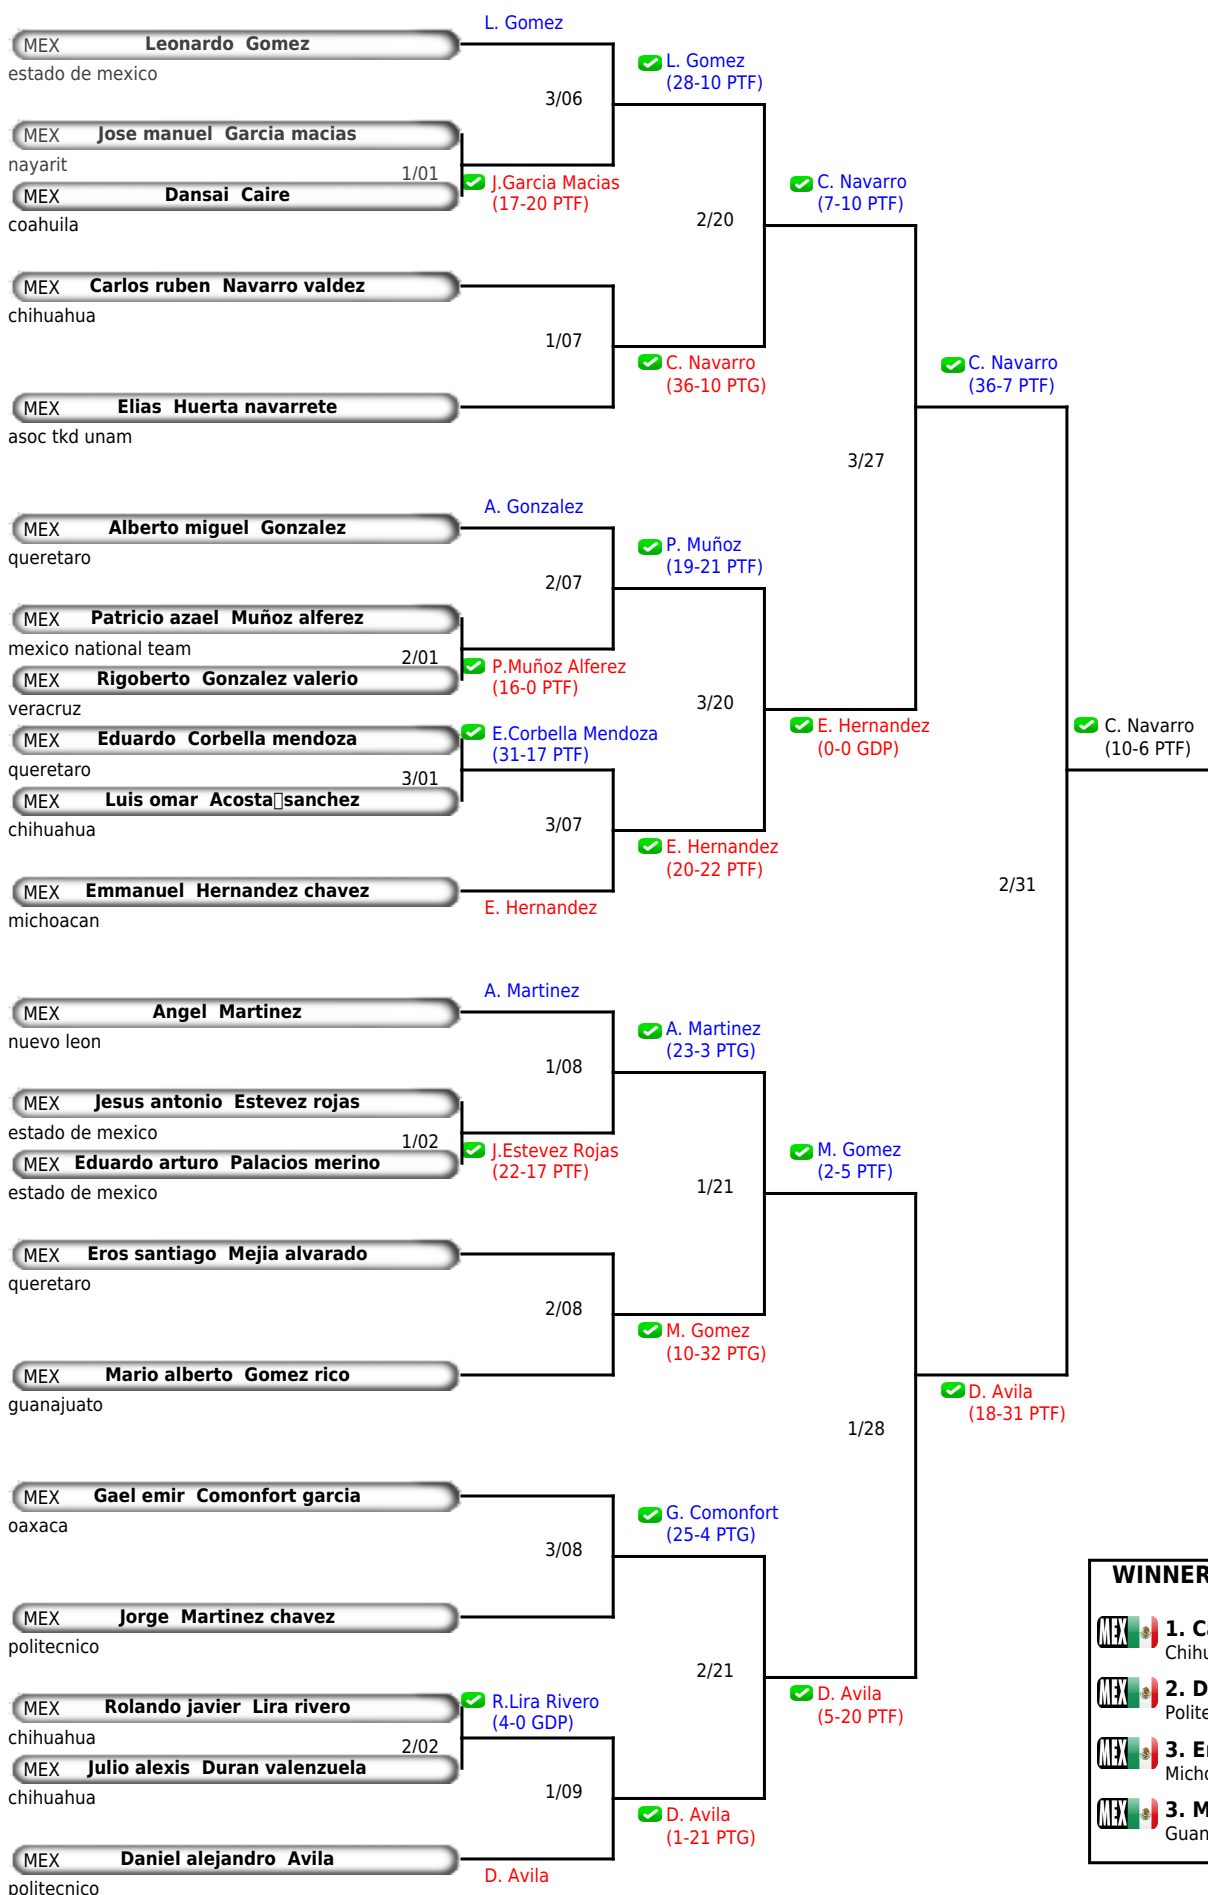 L. Gomez
MEX Leonardo Gomez
estado de mexico
L. Gomez
(28-10 PTF)
3/06
MEX Jose manuel Garcia macias
nayarit
1/01
J.Garcia Macias
(17-20 PTF)
MEX Dansai Caire
coahuila
C. Navarro
(7-10 PTF)
2/20
MEX Carlos ruben Navarro valdez
chihuahua
1/07
C. Navarro
(36-10 PTG)
C. Navarro
(36-7 PTF)
MEX Elias Huerta navarrete
asoc tkd unam
3/27
A. Gonzalez
MEX Alberto miguel Gonzalez
queretaro
P. Muñoz
(19-21 PTF)
2/07
MEX Patricio azael Muñoz alferez
mexico national team
2/01
P.Muñoz Alferez
(16-0 PTF)
MEX Rigoberto Gonzalez valerio
veracruz
3/20
E. Hernandez
(0-0 GDP)
C. Navarro
(10-6 PTF)
MEX Eduardo Corbella mendoza
E.Corbella Mendoza
(31-17 PTF)
queretaro
3/01
MEX Luis omar Acosta sanchez
chihuahua
3/07
E. Hernandez
(20-22 PTF)
MEX Emmanuel Hernandez chavez
michoacan
E. Hernandez
2/31
A. Martinez
MEX Angel Martinez
nuevo leon
A. Martinez
(23-3 PTG)
1/08
MEX Jesus antonio Estevez rojas
estado de mexico
1/02
J.Estevez Rojas
(22-17 PTF)
MEX Eduardo arturo Palacios merino
estado de mexico
M. Gomez
(2-5 PTF)
1/21
MEX Eros santiago Mejia alvarado
queretaro
2/08
M. Gomez
(10-32 PTG)
MEX Mario alberto Gomez rico
guanajuato
D. Avila
(18-31 PTF)
1/28
MEX Gael emir Comonfort garcia
oaxaca
G. Comonfort
(25-4 PTG)
3/08
MEX Jorge Martinez chavez
politecnico
2/21
D. Avila
(5-20 PTF)
MEX Rolando javier Lira rivero
R.Lira Rivero
(4-0 GDP)
chihuahua
2/02
MEX Julio alexis Duran valenzuela
chihuahua
1/09
D. Avila
(1-21 PTG)
MEX Daniel alejandro Avila
politecnico
D. Avila
WINNER
MEX 1. Ca
Chihu
MEX 2. D
Polite
MEX 3. E
Micho
MEX 3. M
Guan